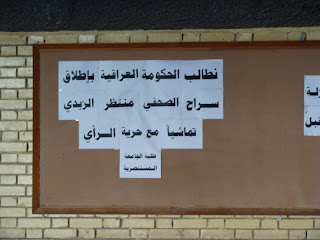 نطالب الحكومة العراقية بإطلاق
سراح الصحفي منتظر الزيدي
تماشياً مع حرية الرأي
طلبة الجامعة
المستنصرية